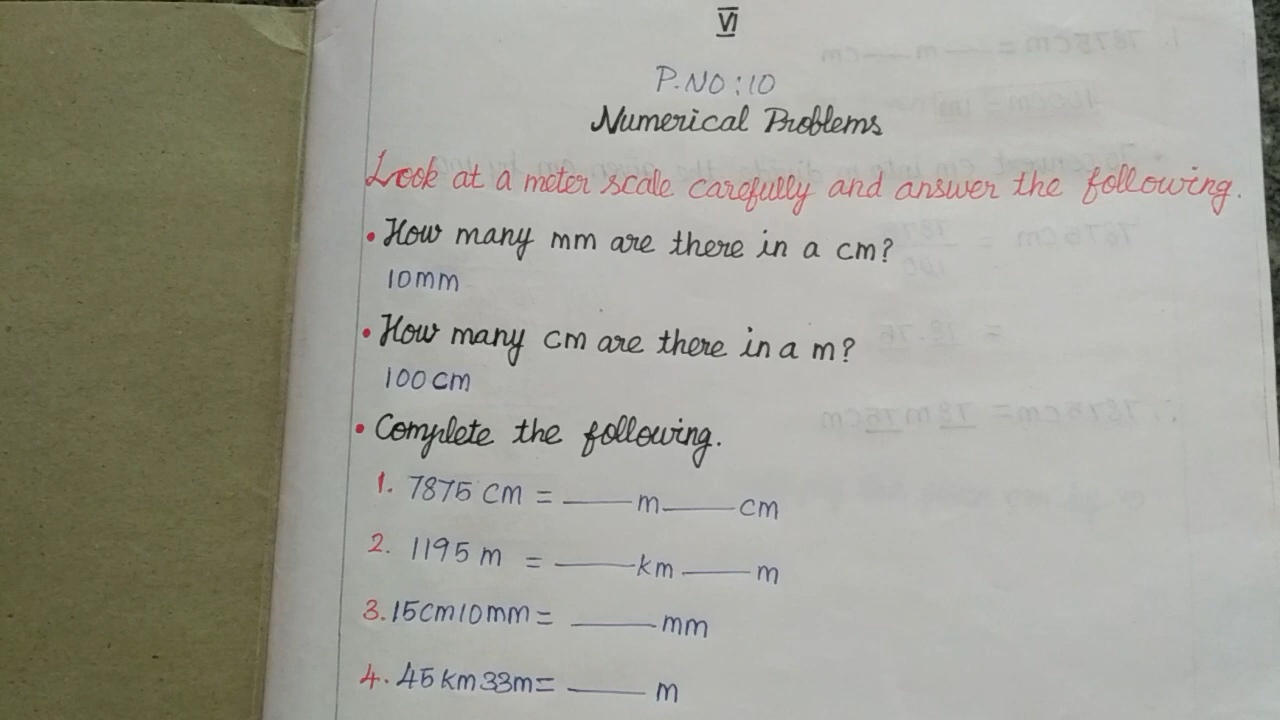 VI
P.NO:10
Numerical Problems
Look at a meter scale carefully and answer the following.
• How many mm are there in a cm?
10mm
• How many cm are there in a m?
100cm
• Complete the following.
1. 7875 cm = ____ m ____ cm
2. 1195 m = ____ km ____ m
3. 15cm10mm = ____ mm
4. 45km33m = ____ m